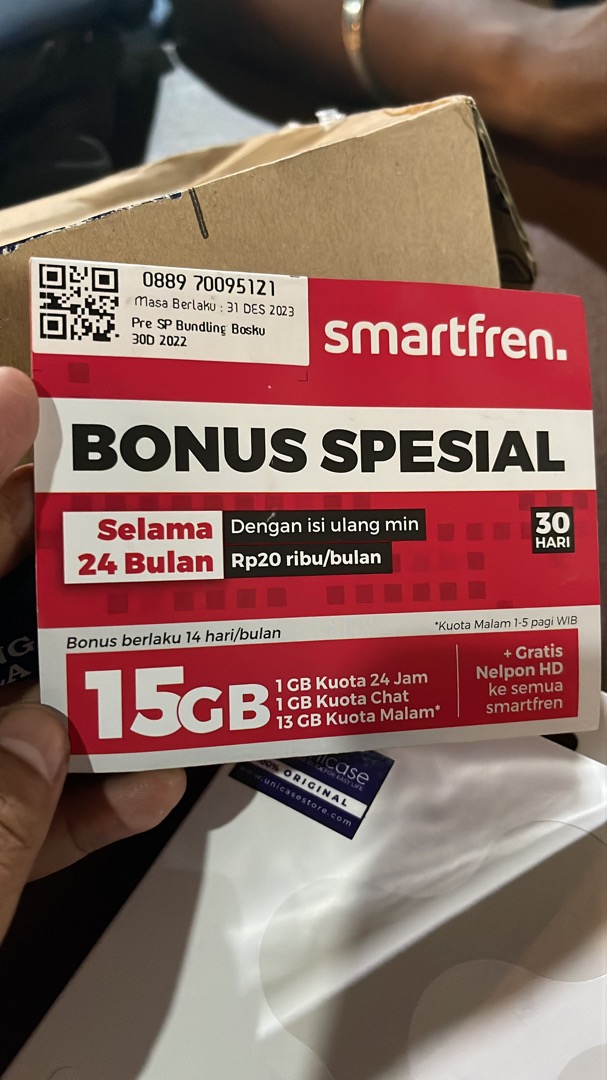 0889 70095121
Masa Berlaku : 31 DES 2023
Pre SP Bundling Bosku
30D 2022
smartfren.
BONUS SPESIAL
Selama
24 Bulan
Dengan isi ulang min
Rp20 ribu/bulan
30
HARI
Bonus berlaku 14 hari/bulan
*Kuota Malam 1-5 pagi WIB
15GB
1 GB Kuota 24 Jam
1 GB Kuota Chat
13 GB Kuota Malam*
+ Gratis
Nelpon HD
ke semua
smartfren
ORIGINAL
unicasestore.com